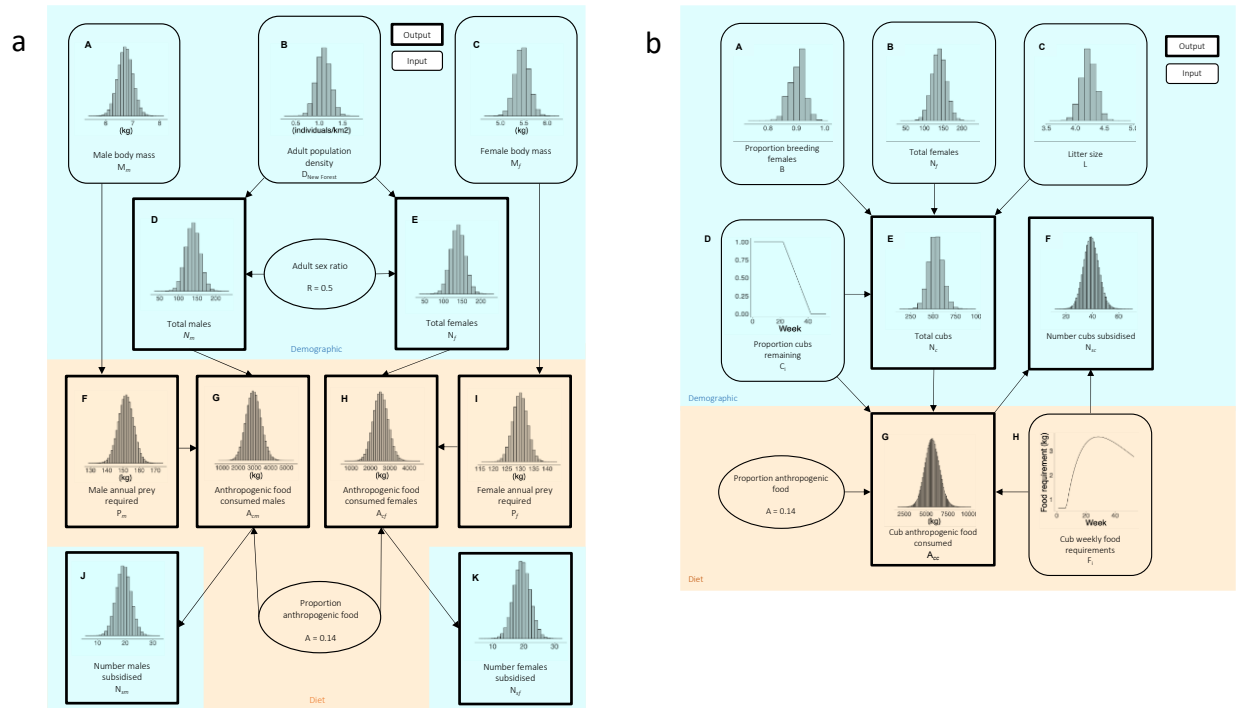 a
A
6 7 8
(kg)
Male body mass
Mm
B
0.5 1.0 1.5
(individuals/km2)
Adult population
density
DNew Forest
C
5.0 5.5 6.0
(kg)
Female body mass
Mf
Output
Input
D
50 100 150 200
Total males
Nm
Adult sex ratio
R = 0.5
E
50 100 150 200
Total females
Nf
Demographic
F
130 140 150 160 170
(kg)
Male annual prey
required
Pm
G
1000 2000 3000 4000 5000
(kg)
Anthropogenic food
consumed males
Acm
H
1000 2000 3000 4000
(kg)
Anthropogenic food
consumed females
Acf
I
115 120 125 130 135 140
(kg)
Female annual prey
required
Pf
J
10 20 30
Number males
subsidised
Nsm
Proportion
anthropogenic food
A = 0.14
Diet
K
10 20 30
Number females
subsidised
Nsf
b
A
0.8 0.9 1.0
Proportion breeding
females
B
B
50 100 150 200
Total females
Nf
C
3.5 4.0 4.5 5.
Litter size
L
Output
Input
D
1.00
0.75
0.50
0.25
0.00
0 20 40
Week
Proportion cubs
remaining
Ci
E
250 500 750 100
Total cubs
Nc
F
20 40 60
Number cubs subsidised
Nsc
Demographic
Proportion anthropogenic
food
A = 0.14
G
2500 5000 7500 1000
(kg)
Cub anthropogenic food
consumed
Acc
H
Food requirement (kg)
3
2
1
0 20 40
Week
Cub weekly food
requirements
Fi
Diet